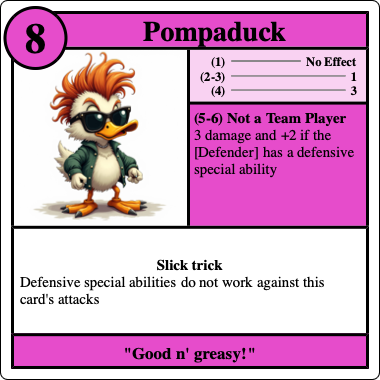 8
Pompaduck
(1) No Effect
(2-3) 1
(4) 3
(5-6) Not a Team Player
3 damage and +2 if the
[Defender] has a defensive
special ability
Slick trick
Defensive special abilities do not work against this
card's attacks
"Good n' greasy!"